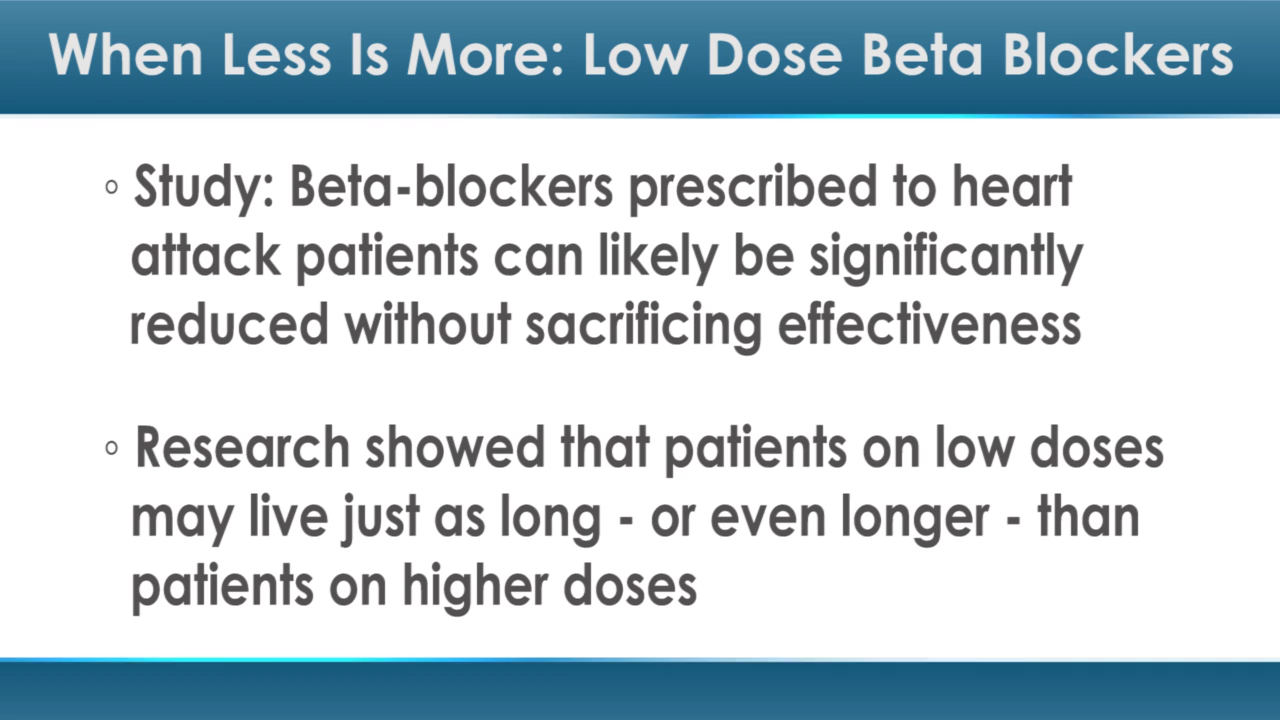 When Less Is More: Low Dose Beta Blockers
◦ Study: Beta-blockers prescribed to heart
attack patients can likely be significantly
reduced without sacrificing effectiveness
◦ Research showed that patients on low doses
may live just as long - or even longer - than
patients on higher doses